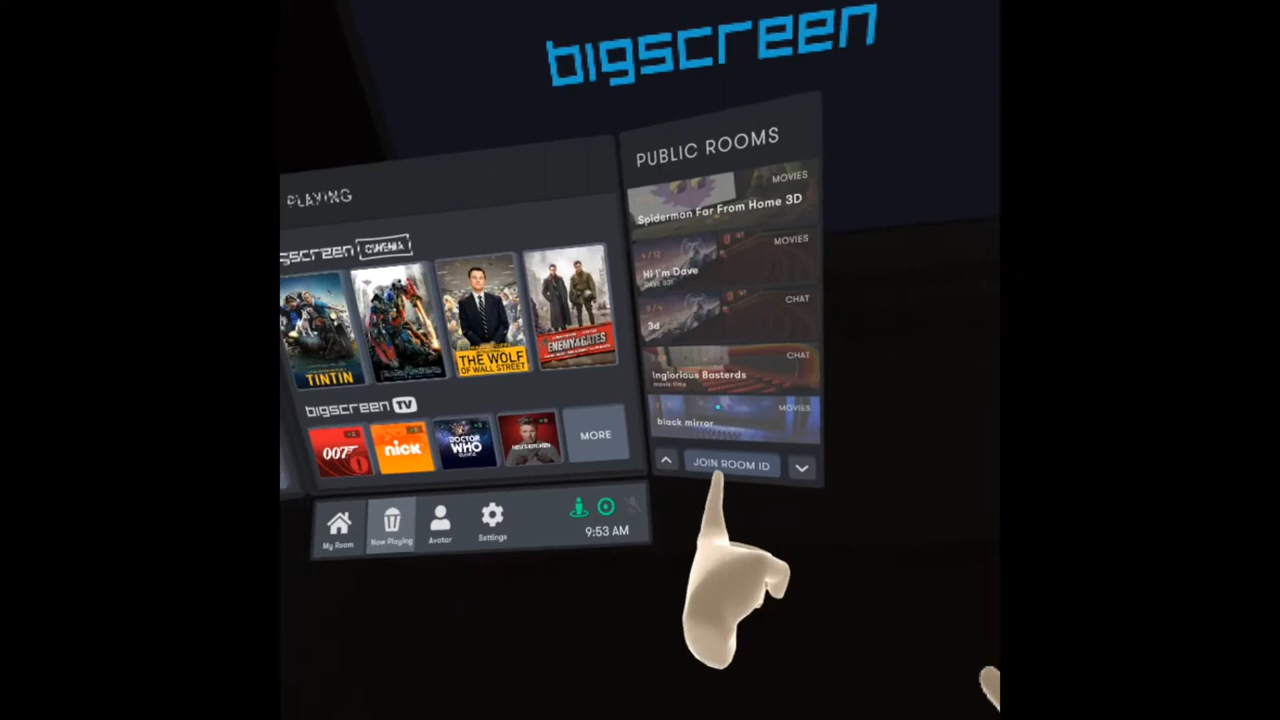 bigscreen
PLAYING
bigscreen CINEMA
TINTIN
THE WOLF
OF WALL STREET
ENEMY AT THE GATES
bigscreen TV
007
nick
DOCTOR
WHO
MORE
My Room
Now Playing
Avatar
Settings
9:53 AM
PUBLIC ROOMS
MOVIES
Spiderman Far From Home 3D
MOVIES
Hi I'm Dave
CHAT
3d
CHAT
Inglorious Basterds
movie time
MOVIES
black mirror
JOIN ROOM ID